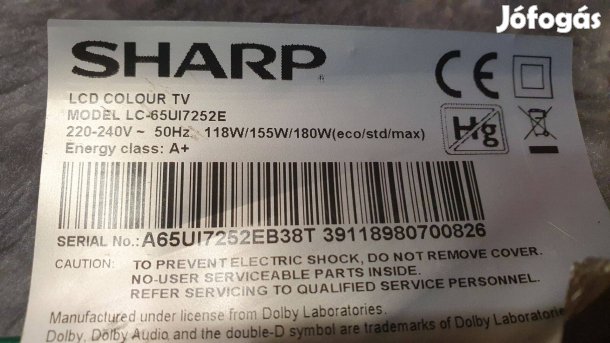 Jófogás
SHARP
LCD COLOUR TV
MODEL LC-65UI7252E
220-240V ~ 50Hz 118W/155W/180W(eco/std/max)
Energy class: A+
Hg
SERIAL No.: A65UI7252EB38T 39118980700826
CAUTION: TO PREVENT ELECTRIC SHOCK, DO NOT REMOVE COVER.
NO-USER SERVICEABLE PARTS INSIDE.
REFER SERVICING TO QUALIFIED SERVICE PERSONNEL.
Manufactured under license from Dolby Laboratories.
Dolby, Dolby Audio and the double-D symbol are trademarks of Dolby